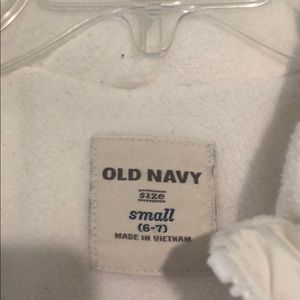 OLD NAVY
size
small
(6-7)
MADE IN VIETNAM